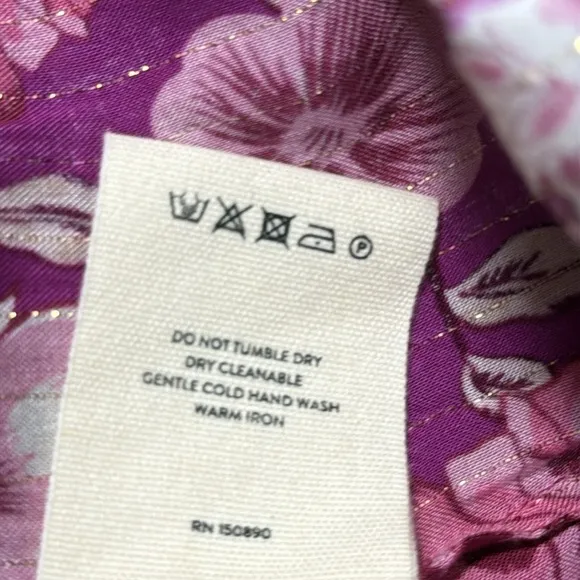 P
DO NOT TUMBLE DRY
DRY CLEANABLE
GENTLE COLD HAND WASH
WARM IRON
RN 150890